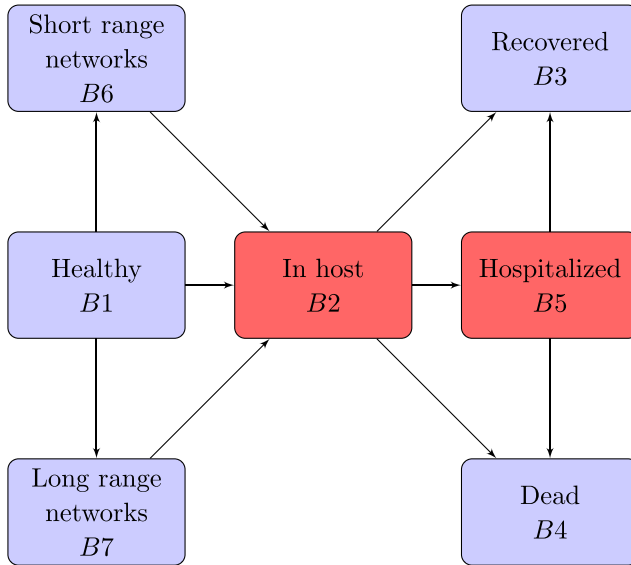 Short range
networks
B6
Recovered
B3
Healthy
B1
In host
B2
Hospitalized
B5
Long range
networks
B7
Dead
B4